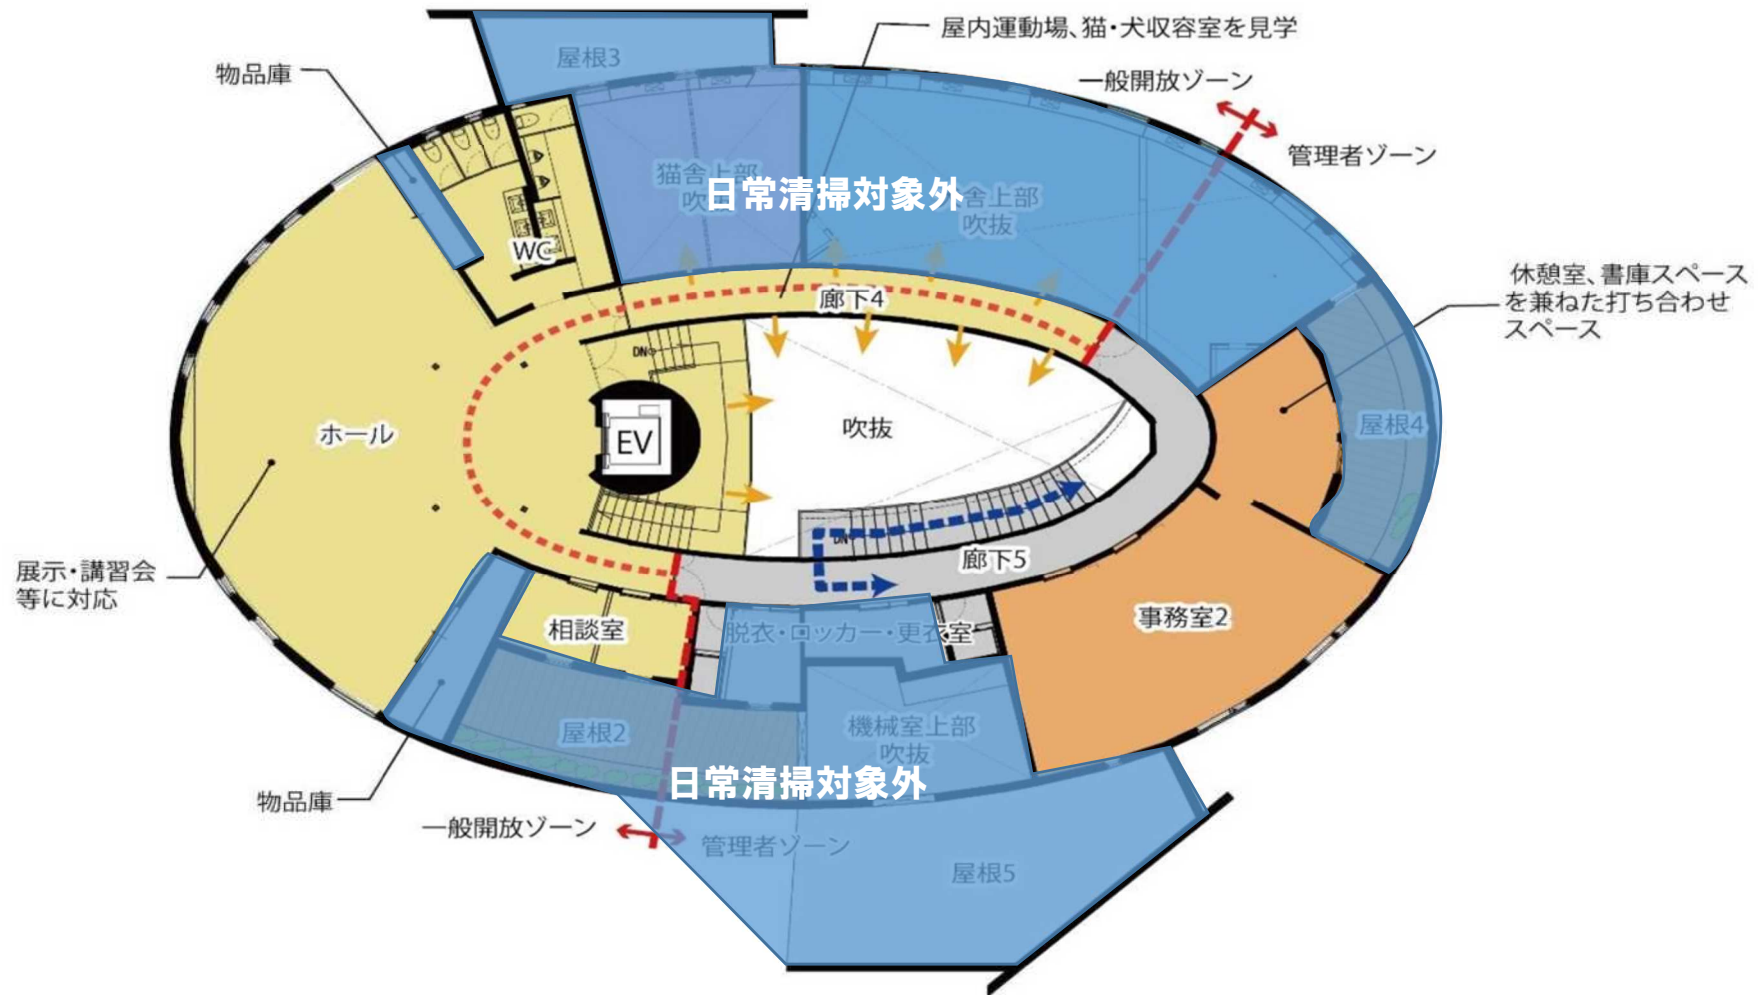 屋内運動場、猫・犬収容室を見学
屋根3
物品庫
一般開放ゾーン
管理者ゾーン
猫舎上部
吹抜
日常清掃対象外
舎上部
吹抜
WC
休憩室、書庫スペース
を兼ねた打ち合わせ
スペース
廊下4
DN
屋根4
ホール
EV
吹抜
DN
廊下5
展示・講習会
等に対応
相談室
脱衣・ロッカー・更衣室
事務室2
屋根2
機械室上部
吹抜
日常清掃対象外
物品庫
一般開放ゾーン
管理者ゾーン
屋根5